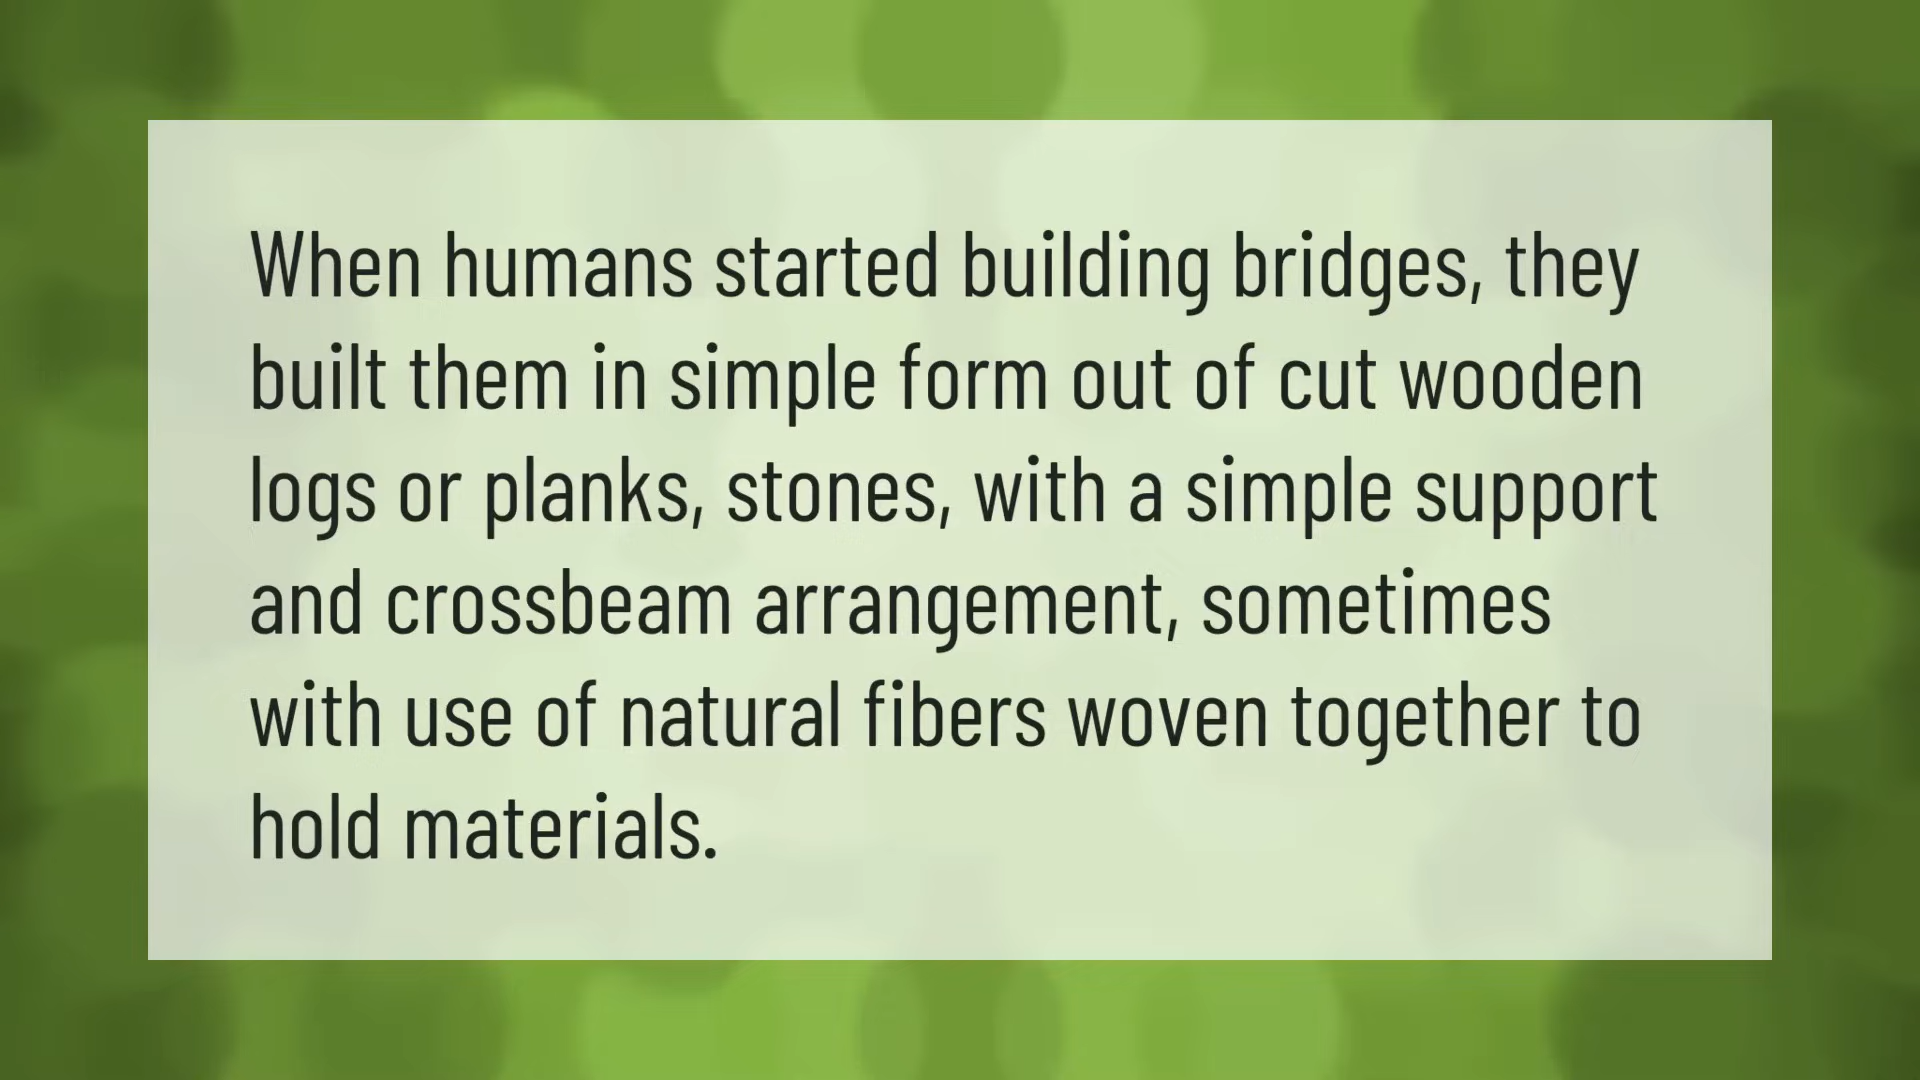 When humans started building bridges, they
built them in simple form out of cut wooden
logs or planks, stones, with a simple support
and crossbeam arrangement, sometimes
with use of natural fibers woven together to
hold materials.